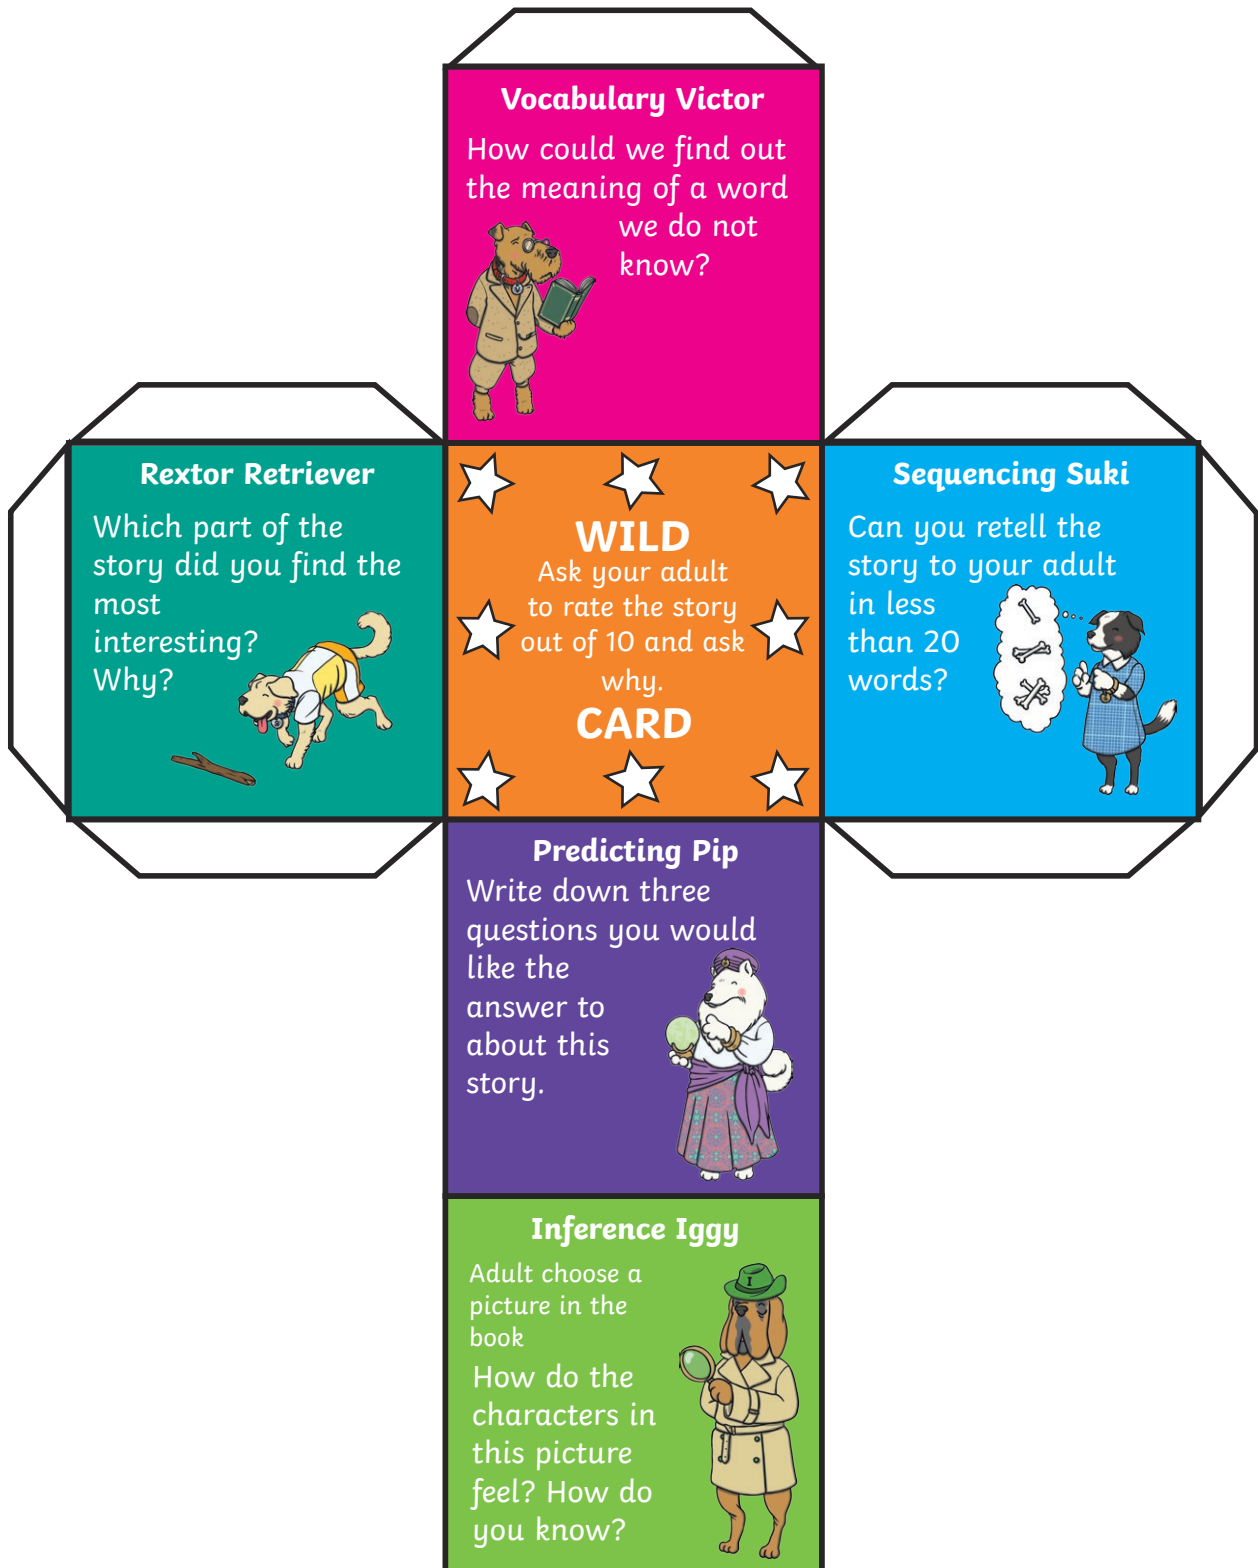 Vocabulary Victor
How could we find out
the meaning of a word
we do not
know?
Rextor Retriever
Which part of the
story did you find the
most
interesting?
Why?
WILD
Ask your adult
to rate the story
out of 10 and ask
why.
CARD
Sequencing Suki
Can you retell the
story to your adult
in less
than 20
words?
Predicting Pip
Write down three
questions you would
like the
answer to
about this
story.
Inference Iggy
Adult choose a
picture in the
book
How do the
characters in
this picture
feel? How do
you know?
I